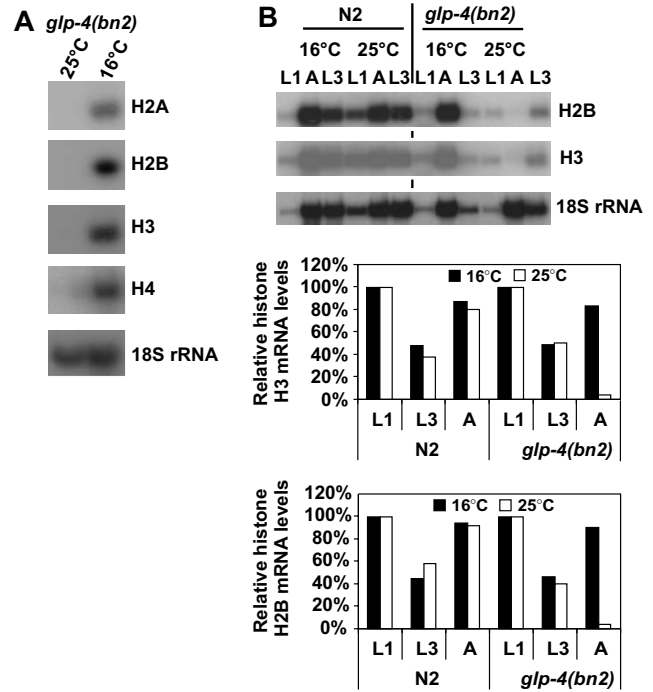 A
glp-4(bn2)
25°C 16°C
H2A
H2B
H3
H4
18S rRNA
B
N2 glp-4(bn2)
16°C 25°C 16°C 25°C
L1 A L3 L1 A L3 L1 A L3 L1 A L3
H2B
H3
18S rRNA
Relative histone
H3 mRNA levels
120%
100%
80%
60%
40%
20%
0%
16°C 25°C
L1 L3 A L1 L3 A
N2 glp-4(bn2)
Relative histone
H2B mRNA levels
120%
100%
80%
60%
40%
20%
0%
16°C 25°C
L1 L3 A L1 L3 A
N2 glp-4(bn2)